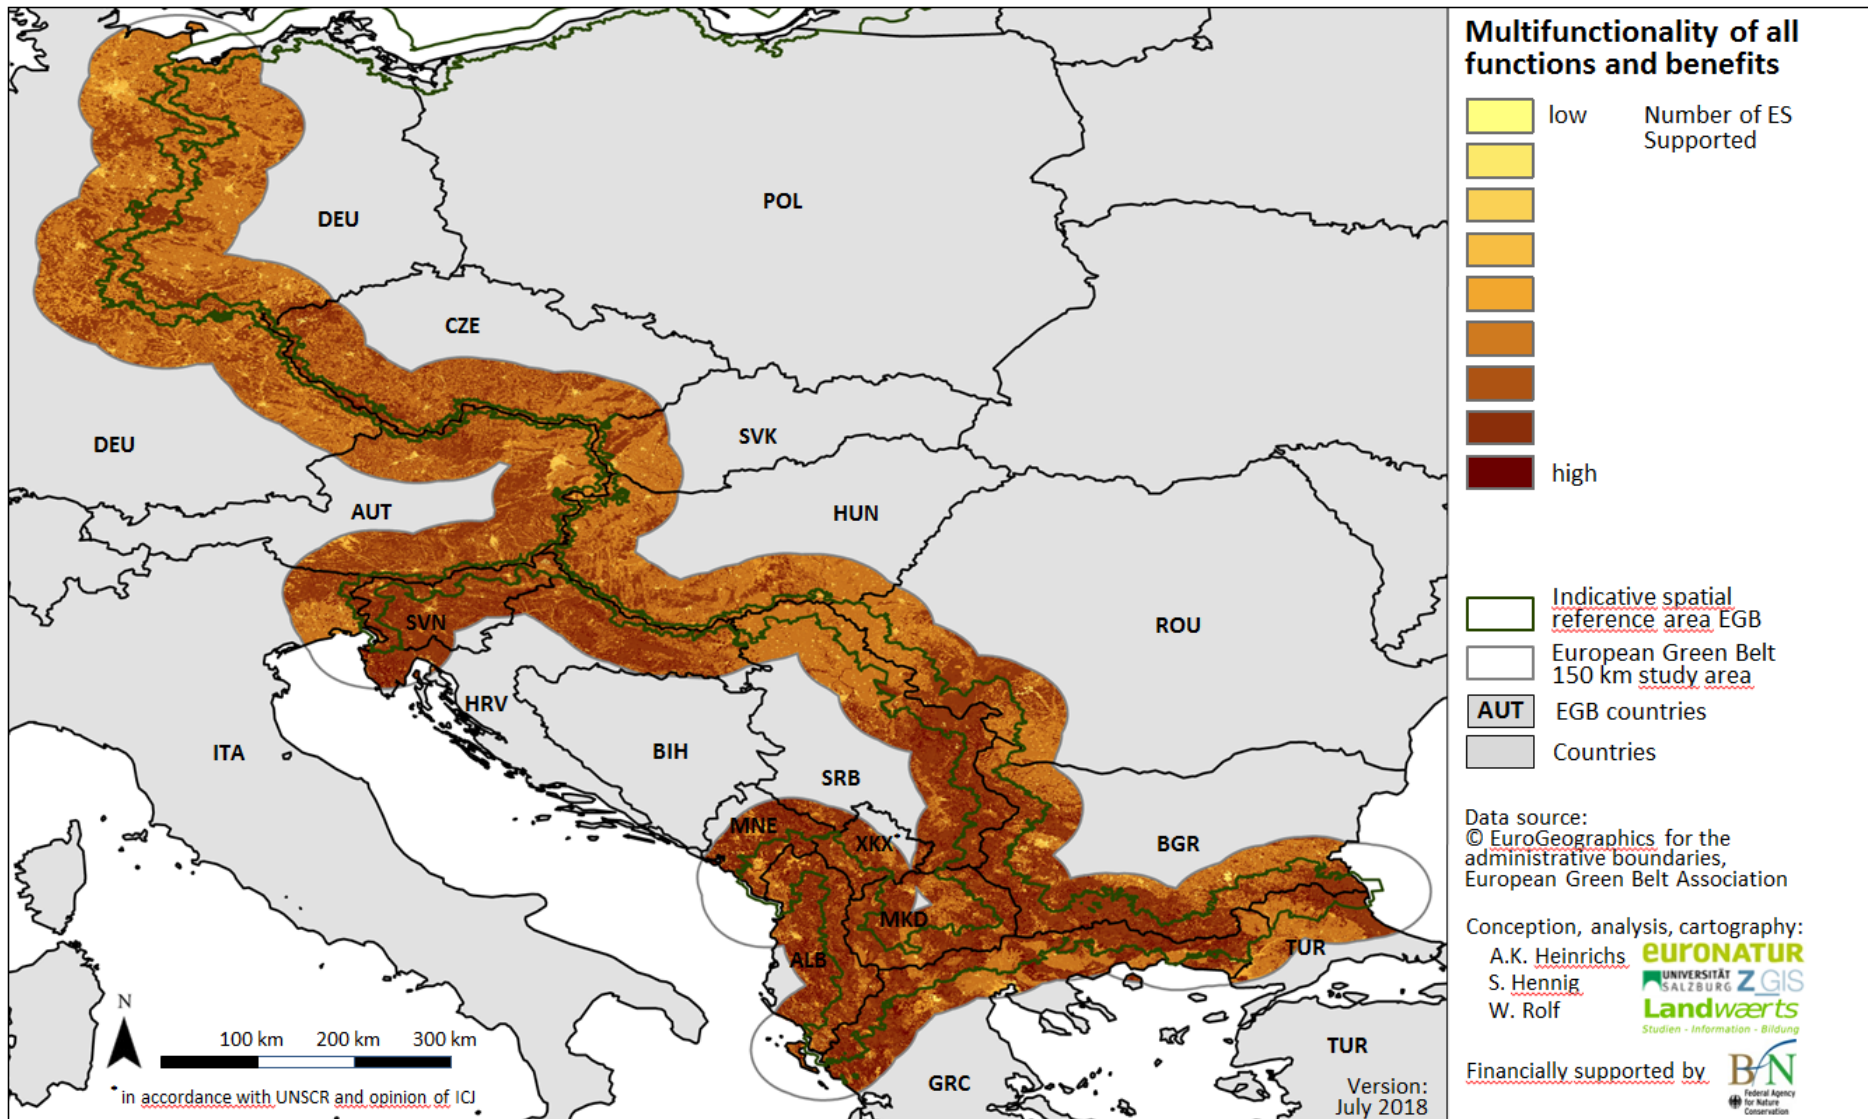 DEU
POL
CZE
DEU
SVK
AUT
HUN
SVN
ROU
HRV
ITA
BIH
SRB
MNE
XKX
BGR
MKD
ALB
TUR
TUR
GRC
N
100 km 200 km 300 km
*in accordance with UNSCR and opinion of ICJ
Version:
July 2018
Multifunctionality of all
functions and benefits
low
Number of ES
Supported
high
Indicative spatial
reference area EGB
European Green Belt
150 km study area
AUT EGB countries
Countries
Data source:
© EuroGeographics for the
administrative boundaries,
European Green Belt Association
Conception, analysis, cartography:
A.K. Heinrichs
S. Hennig
W. Rolf
euronatur
UNIVERSITÄT
SALZBURG
Z_GIS
Landwærts
Studien - Information - Bildung
Financially supported by
BfN
Federal Agency
for Nature
Conservation